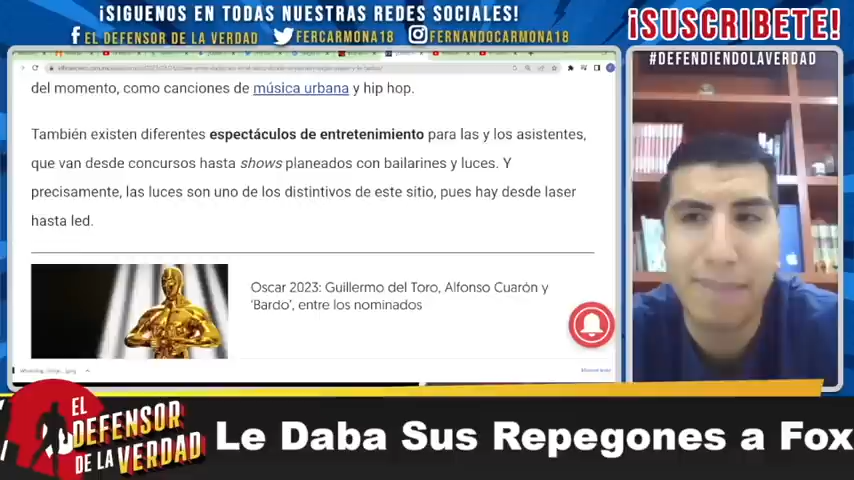 ¡SIGUENOS EN TODAS NUESTRAS REDES SOCIALES!
EL DEFENSOR DE LA VERDAD
FERCARMONA18
FERNANDOCARMONA18
¡SUSCRIBETE!
#DEFENDIENDOLAVERDAD
del momento, como canciones de música urbana y hip hop.
También existen diferentes espectáculos de entretenimiento para las y los asistentes,
que van desde concursos hasta shows planeados con bailarines y luces. Y
precisamente, las luces son uno de los distintivos de este sitio, pues hay desde laser
hasta led.
Oscar 2023: Guillermo del Toro, Alfonso Cuarón y
'Bardo', entre los nominados
EL
DEFENSOR
DE LA VERDAD
Le Daba Sus Repegones a Fox